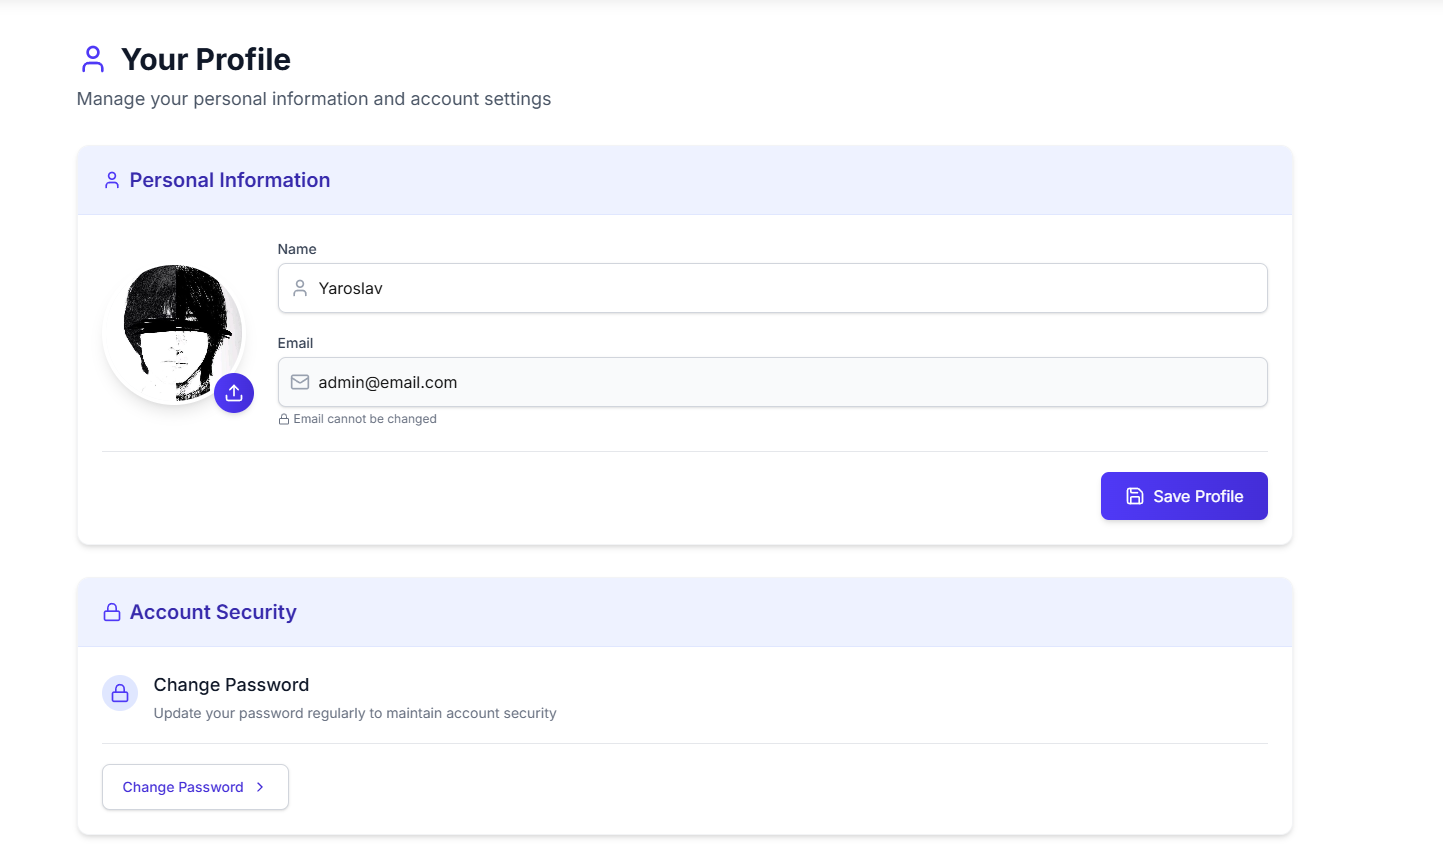 Your Profile
Manage your personal information and account settings
Personal Information
Name
Yaroslav
Email
admin@email.com
Email cannot be changed
Save Profile
Account Security
Change Password
Update your password regularly to maintain account security
Change Password